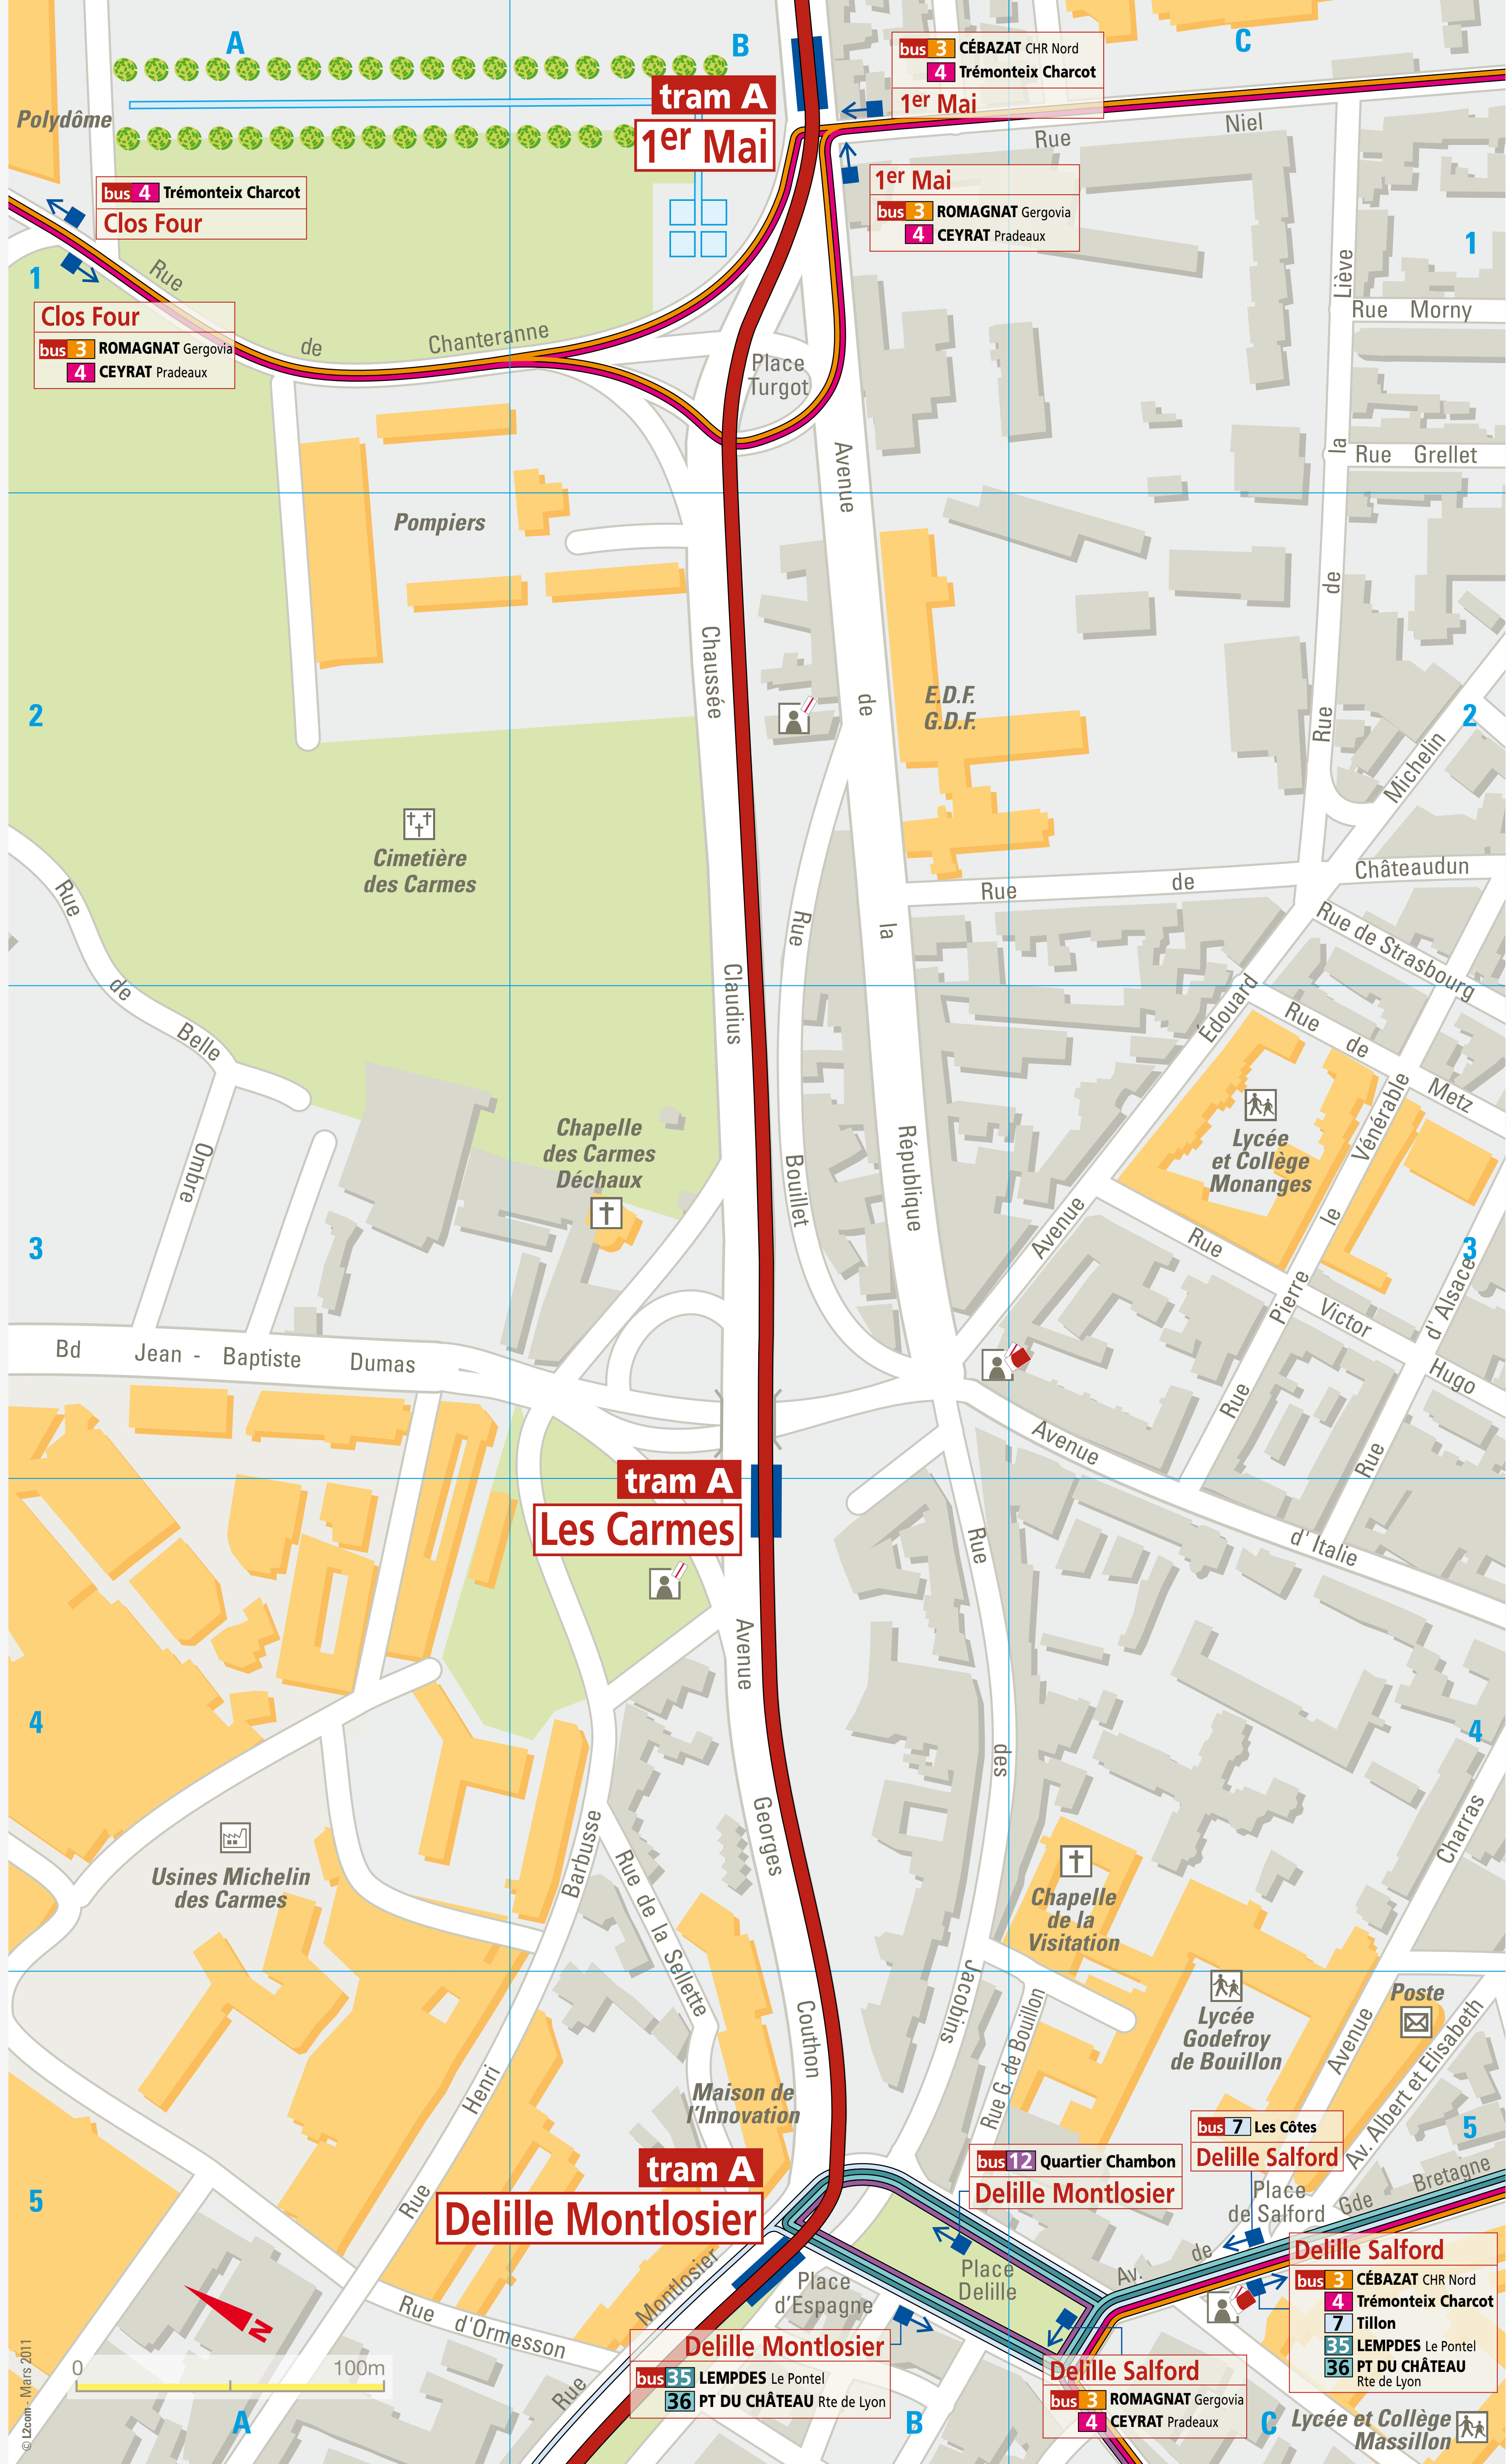 A
B
C
Polydôme
tram A
1er Mai
bus 3 CÉBAZAT CHR Nord
4 Trémonteix Charcot
1er Mai
Rue Niel
1er Mai
bus 3 ROMAGNAT Gergovia
4 CEYRAT Pradeaux
bus 4 Trémonteix Charcot
Clos Four
1
1
Rue de Chanteranne
Clos Four
bus 3 ROMAGNAT Gergovia
4 CEYRAT Pradeaux
Place
Turgot
Rue Morny
Rue Grellet
Rue de la Liève
Pompiers
Avenue de la République
Chaussée Claudius
E.D.F.
G.D.F.
2
2
Michelin
Cimetière
des Carmes
Rue de Châteaudun
Rue de Strasbourg
Rue de Belle Ombre
Rue Bouillet
Avenue Édouard
Rue de Metz
Lycée
et Collège
Monanges
Chapelle
des Carmes
Déchaux
Rue Pierre le Vénérable
3
3
Rue Victor Hugo
Rue d'Alsace
Bd Jean - Baptiste Dumas
Avenue d'Italie
tram A
Les Carmes
Rue des Jacobins
Avenue Georges Couthon
4
4
Usines Michelin
des Carmes
Rue Henri Barbusse
Rue de la Sellette
Chapelle
de la
Visitation
Avenue Charras
Lycée
Godefroy
de Bouillon
Poste
Rue G. de Bouillon
Av. Albert et Elisabeth
Maison de
l'Innovation
5
5
bus 7 Les Côtes
Delille Salford
bus 12 Quartier Chambon
Delille Montlosier
tram A
Delille Montlosier
Place
de Salford
Av. de Gde Bretagne
Place
Delille
Place
d'Espagne
Rue Montlosier
Rue d'Ormesson
Delille Salford
bus 3 CÉBAZAT CHR Nord
4 Trémonteix Charcot
7 Tillon
35 LEMPDES Le Pontel
36 PT DU CHÂTEAU
Rte de Lyon
Delille Montlosier
bus 35 LEMPDES Le Pontel
36 PT DU CHÂTEAU Rte de Lyon
Delille Salford
bus 3 ROMAGNAT Gergovia
4 CEYRAT Pradeaux
N
0 100m
© L2com - Mars 2011
A
B
C
Lycée et Collège
Massillon